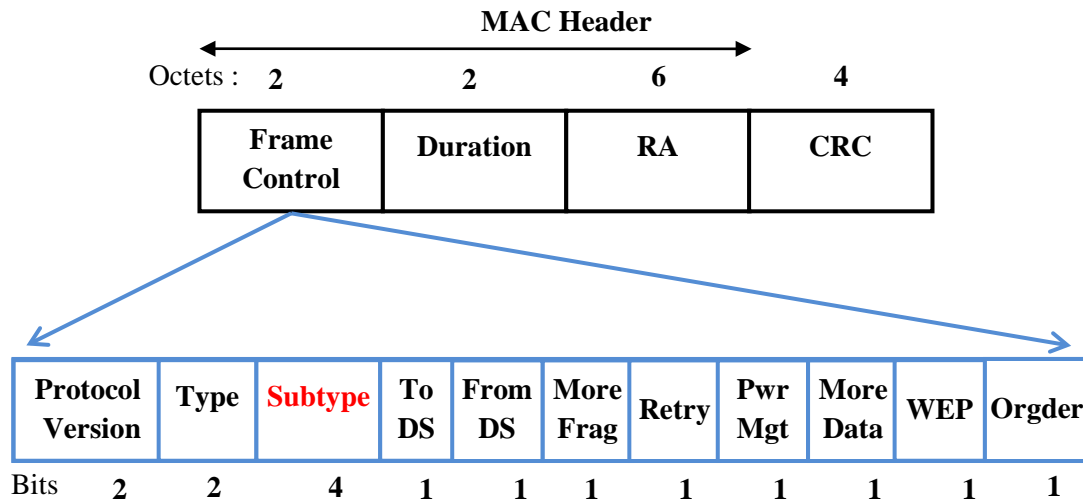 MAC Header
Octets : 2 2 6 4
Frame Control Duration RA CRC
Protocol Version Type Subtype To DS From DS More Frag Retry Pwr Mgt More Data WEP Orgder
Bits 2 2 4 1 1 1 1 1 1 1 1